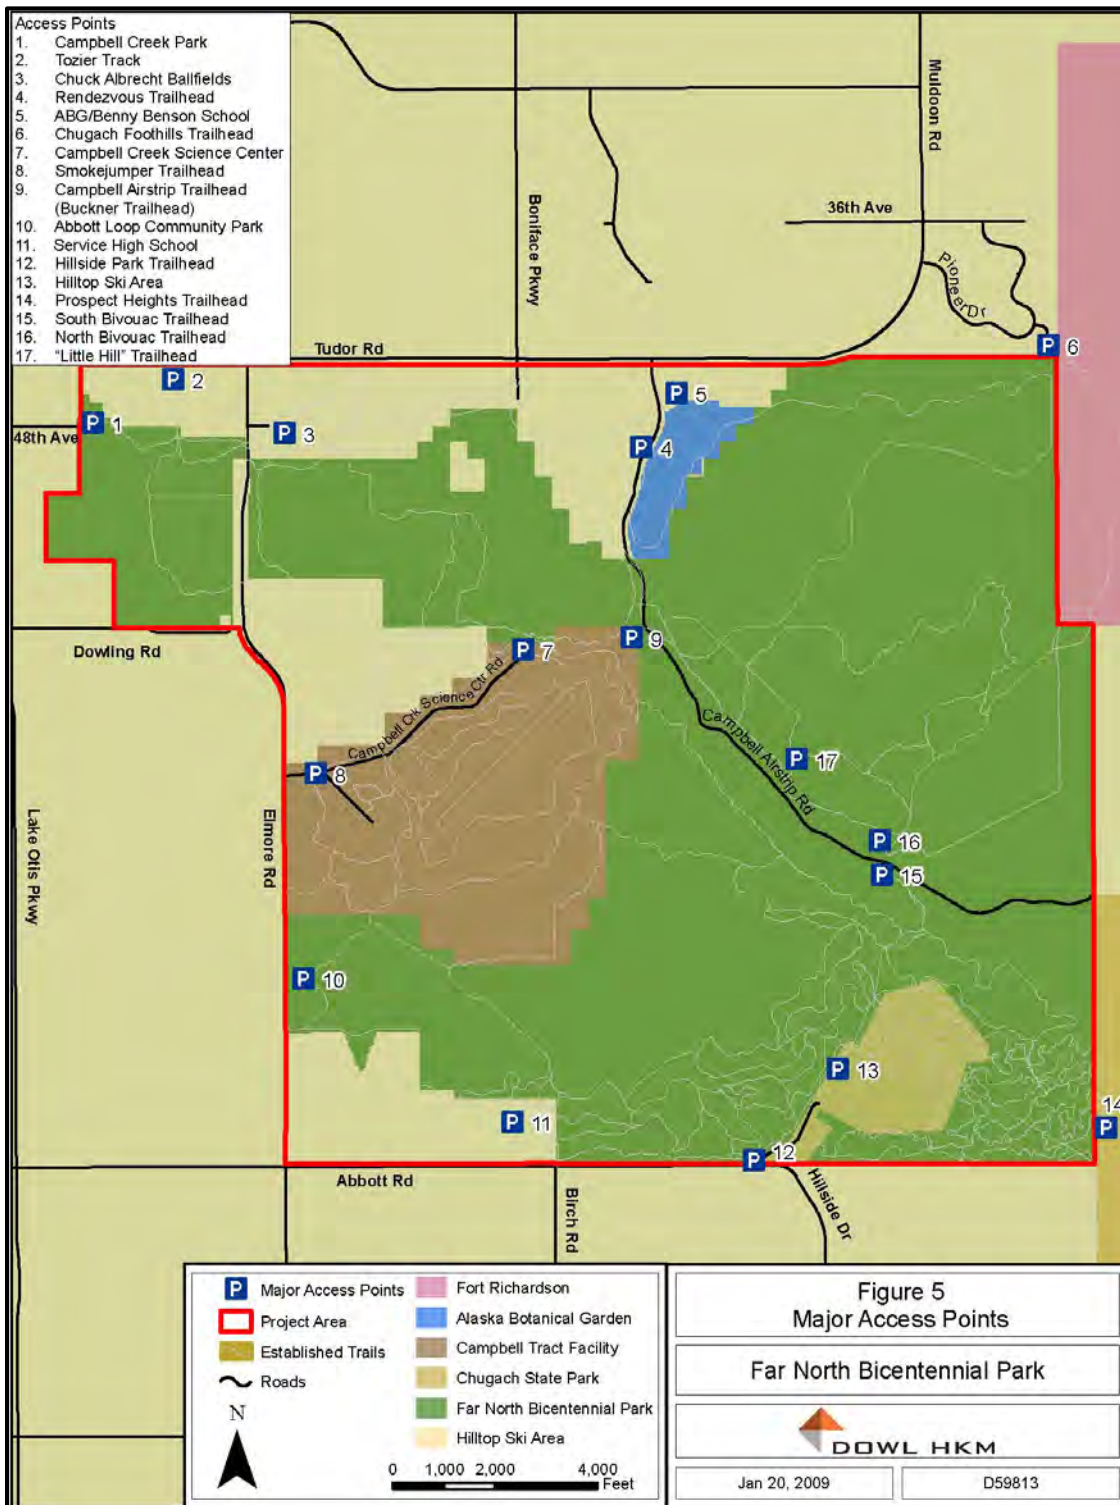 Access Points
1. Campbell Creek Park
2. Tozier Track
3. Chuck Albrecht Ballfields
4. Rendezvous Trailhead
5. ABG/Benny Benson School
6. Chugach Foothills Trailhead
7. Campbell Creek Science Center
8. Smokejumper Trailhead
9. Campbell Airstrip Trailhead
(Buckner Trailhead)
10. Abbott Loop Community Park
11. Service High School
12. Hillside Park Trailhead
13. Hilltop Ski Area
14. Prospect Heights Trailhead
15. South Bivouac Trailhead
16. North Bivouac Trailhead
17. "Little Hill" Trailhead
Muldoon Rd
Boniface Pkwy
36th Ave
Pioneer Dr
Tudor Rd
P 6
P 2
P 5
P 1
48th Ave
P 3
P 4
P 9
Dowling Rd
P 7
Campbell Crk Science Ctr Rd
Campbell Airstrip Rd
P 17
P 8
Lake Otis Pkwy
Elmore Rd
P 16
P 15
P 10
P 13
P 11
14
P
P 12
Abbott Rd
Birch Rd
Hillside Dr
P Major Access Points
Project Area
Established Trails
Roads
N
Fort Richardson
Alaska Botanical Garden
Campbell Tract Facility
Chugach State Park
Far North Bicentennial Park
Hilltop Ski Area
0 1,000 2,000 4,000
Feet
Figure 5
Major Access Points
Far North Bicentennial Park
DOWL HKM
Jan 20, 2009
D59813